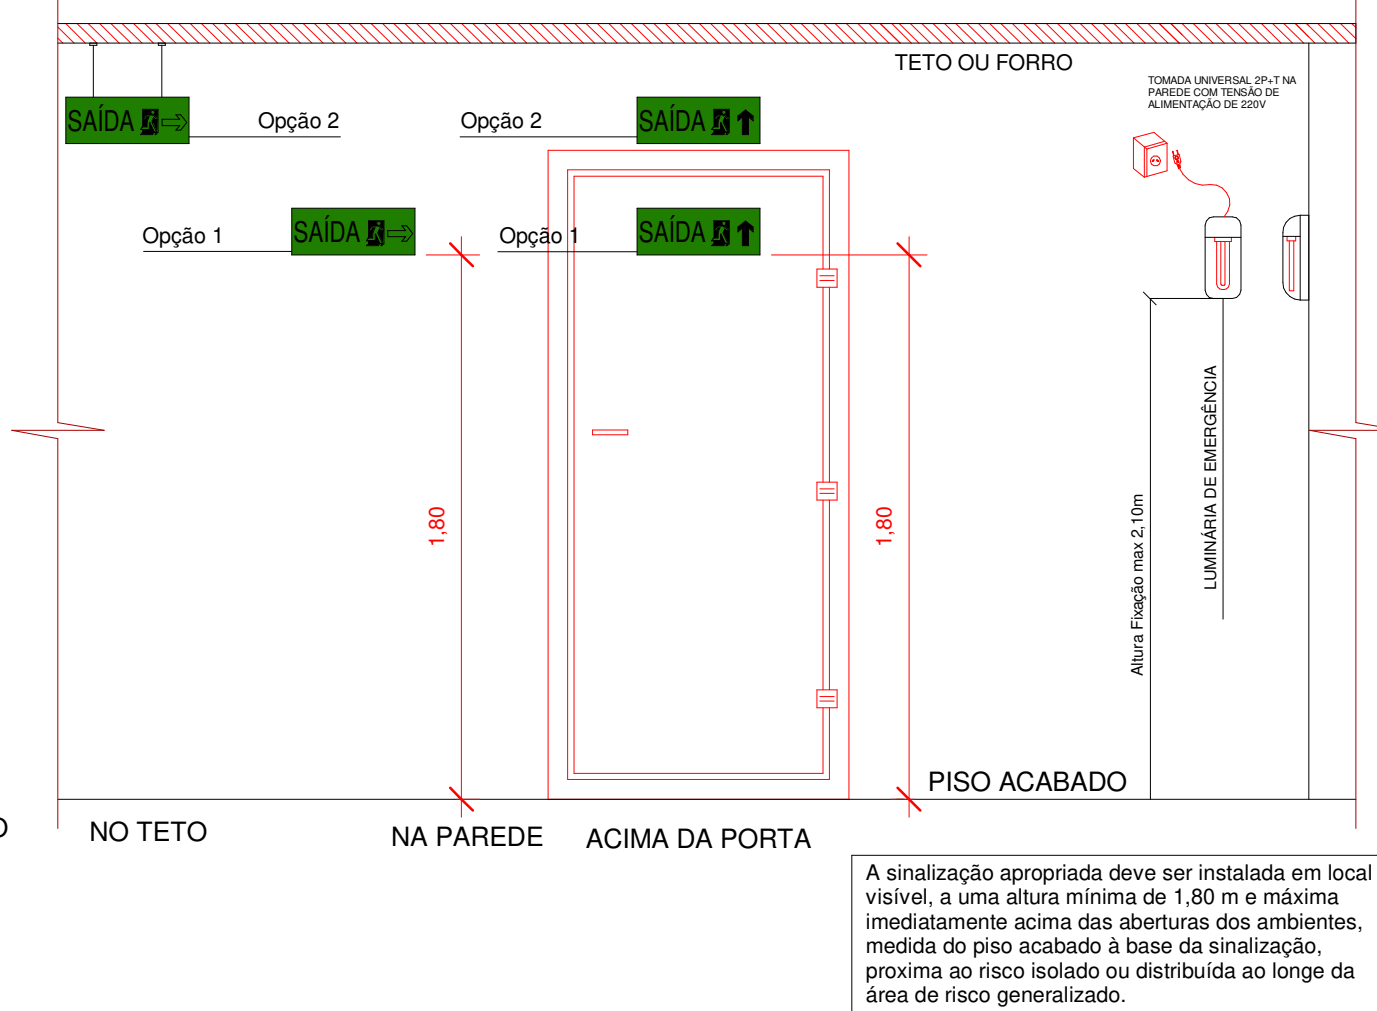 TETO OU FORRO
TOMADA UNIVERSAL 2P+T NA
PAREDE COM TENSÃO DE
ALIMENTAÇÃO DE 220V
SAÍDA
Opção 2
Opção 2
SAÍDA
Opção 1
SAÍDA
Opção 1
SAÍDA
1,80
1,80
Altura Fixação max 2,10m
LUMINÁRIA DE EMERGÊNCIA
PISO ACABADO
NO TETO
NA PAREDE
ACIMA DA PORTA
A sinalização apropriada deve ser instalada em local
visível, a uma altura mínima de 1,80 m e máxima
imediatamente acima das aberturas dos ambientes,
medida do piso acabado à base da sinalização,
proxima ao risco isolado ou distribuída ao longe da
área de risco generalizado.